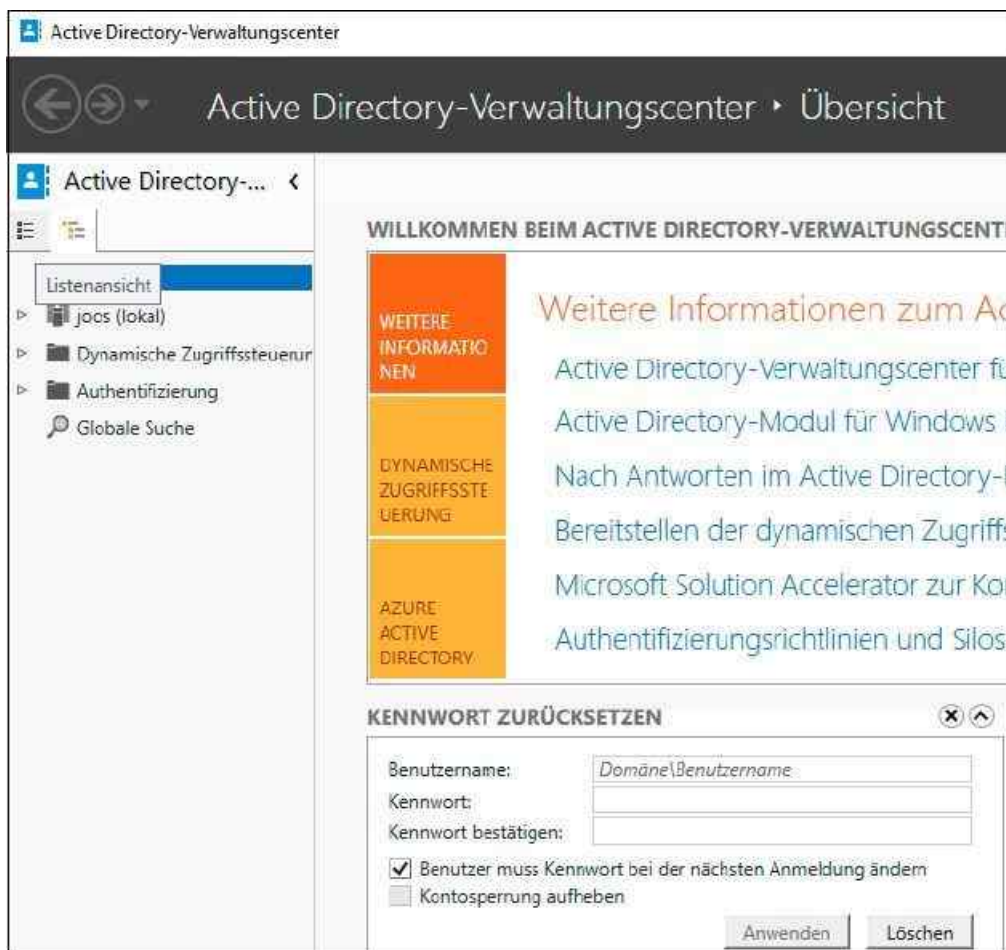 Active Directory-Verwaltungscenter
Active Directory-Verwaltungscenter ‣ Übersicht
Active Directory-...
Listenansicht
joos (lokal)
Dynamische Zugriffssteuerun
Authentifizierung
Globale Suche
WILLKOMMEN BEIM ACTIVE DIRECTORY-VERWALTUNGSCENT
WEITERE
INFORMATIO
NEN
DYNAMISCHE
ZUGRIFFSSTE
UERUNG
AZURE
ACTIVE
DIRECTORY
Weitere Informationen zum Ac
Active Directory-Verwaltungscenter fü
Active Directory-Modul für Windows
Nach Antworten im Active Directory-
Bereitstellen der dynamischen Zugriffs
Microsoft Solution Accelerator zur Ko
Authentifizierungsrichtlinien und Silos
KENNWORT ZURÜCKSETZEN
Benutzername:
Domäne\Benutzername
Kennwort:
Kennwort bestätigen:
Benutzer muss Kennwort bei der nächsten Anmeldung ändern
Kontosperrung aufheben
Anwenden
Löschen